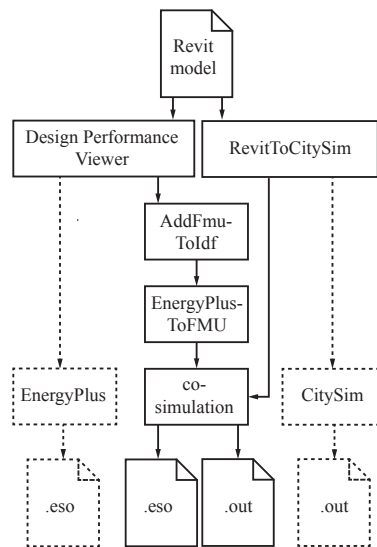 Revit
model
Design Performance
Viewer
RevitToCitySim
AddFmu-
ToIdf
EnergyPlus-
ToFMU
EnergyPlus
co-
simulation
CitySim
.eso
.eso
.out
.out